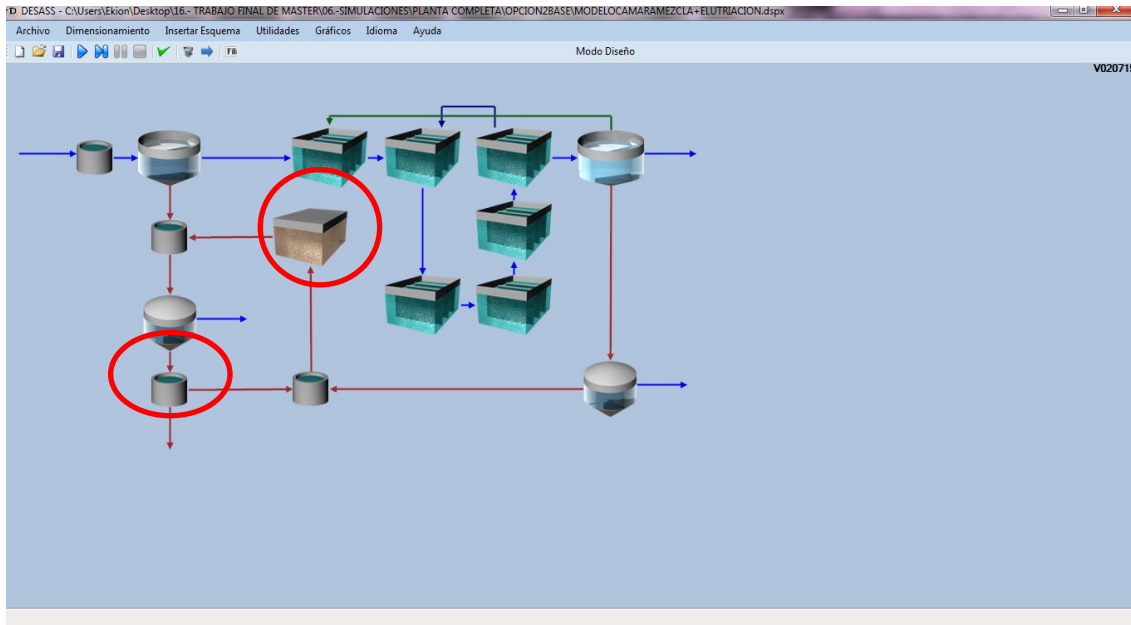 DESASS - C:\Users\Ekion\Desktop\16.- TRABAJO FINAL DE MASTER\06.-SIMULACIONES\PLANTA COMPLETA\OPCION2BASE\MODELOCAMARAMEZCLA+ELUTRIACION.dspx
Archivo Dimensionamiento Insertar Esquema Utilidades Gráficos Idioma Ayuda
Modo Diseño
V020715